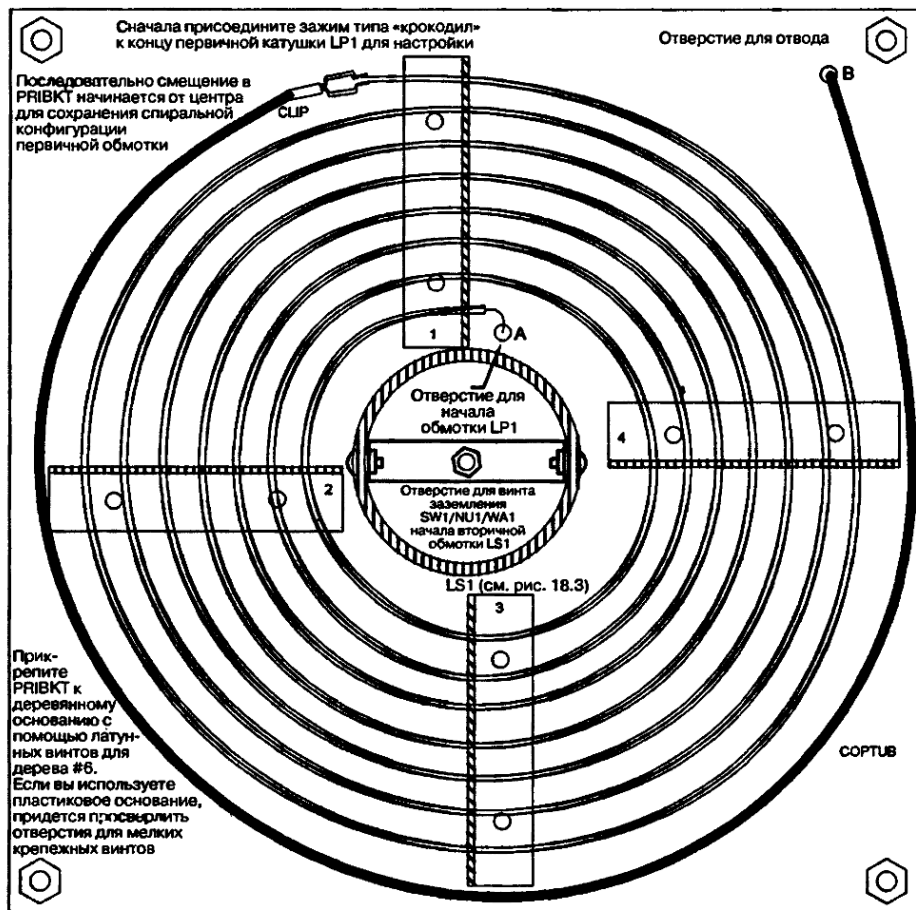 Сначала присоедините зажим типа «крокодил»
к концу первичной катушки LP1 для настройки
Отверстие для отвода
B
Последовательно смещение в
PRIBKT начинается от центра
для сохранения спиральной
конфигурации
первичной обмотки
CLIP
1
A
Отверстие для
начала
обмотки LP1
4
2
Отверстие для винта
заземления
SW1/NU1/WA1
начала вторичной
обмотки LS1
LS1 (см. рис. 18.3)
3
Прик-
репите
PRIBKT к
деревянному
основанию с
помощью латун-
ных винтов для
дерева #6.
Если вы используете
пластиковое основание,
придется просверлить
отверстия для мелких
крепежных винтов
COPTUB